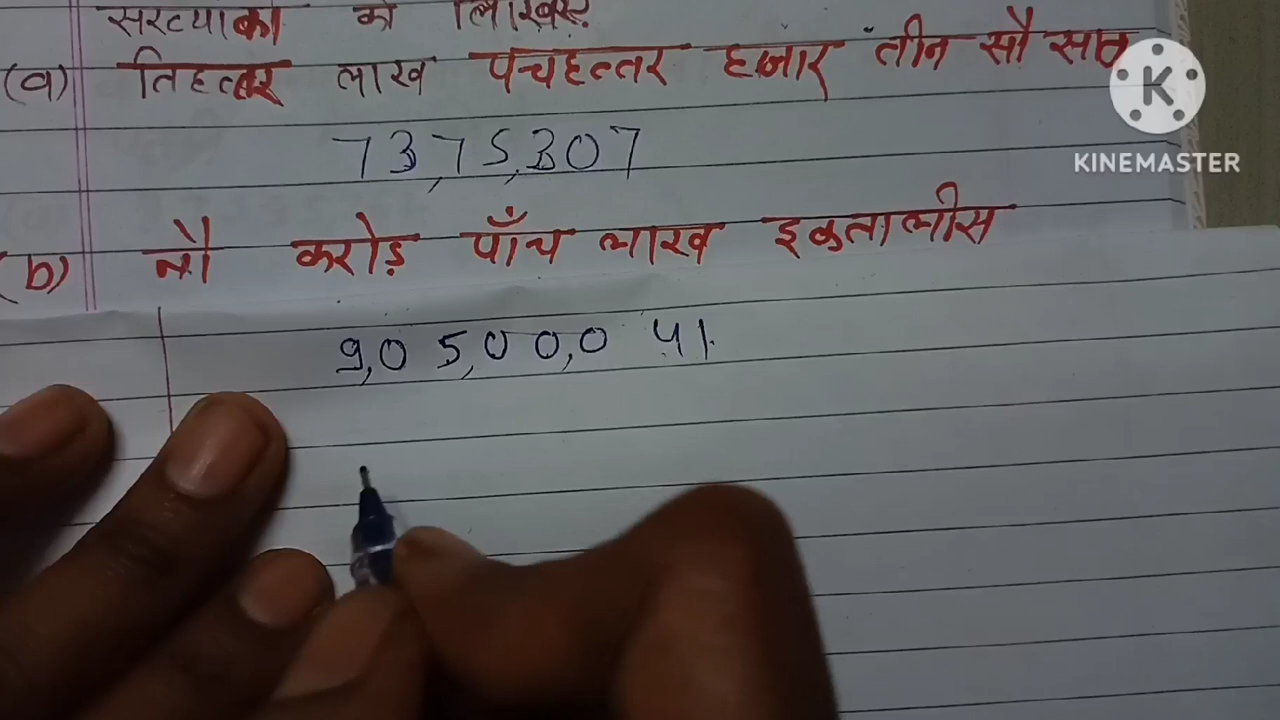 संख्याओं को लिखिए
(a) तिहत्तर लाख पचहत्तर हजार तीन सौ सात
73,75,307
(b) नौ करोड़ पाँच लाख इकतालीस
9,05,00,041
K
KINEMASTER